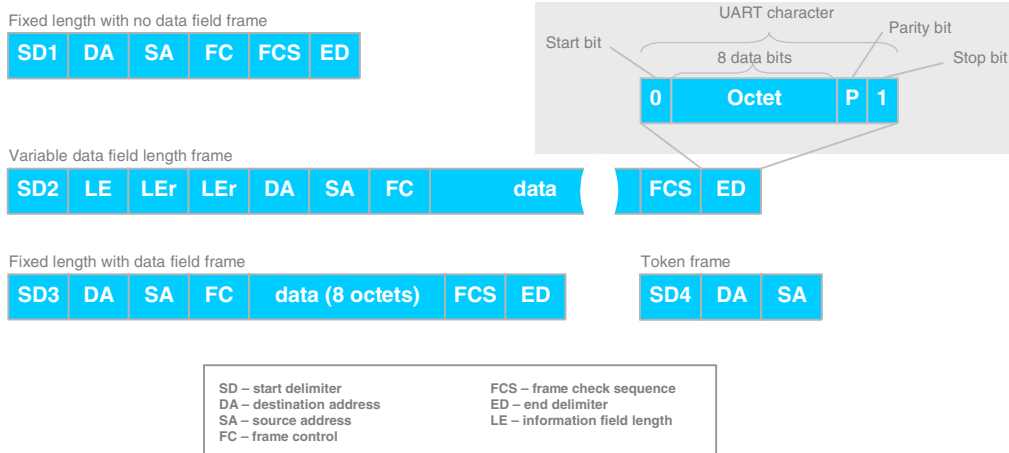 Fixed length with no data field frame
SD1 DA SA FC FCS ED
UART character
Start bit
Parity bit
8 data bits
Stop bit
0 Octet P 1
Variable data field length frame
SD2 LE LEr LEr DA SA FC data FCS ED
Fixed length with data field frame
SD3 DA SA FC data (8 octets) FCS ED
Token frame
SD4 DA SA
SD – start delimiter
DA – destination address
SA – source address
FC – frame control
FCS – frame check sequence
ED – end delimiter
LE – information field length